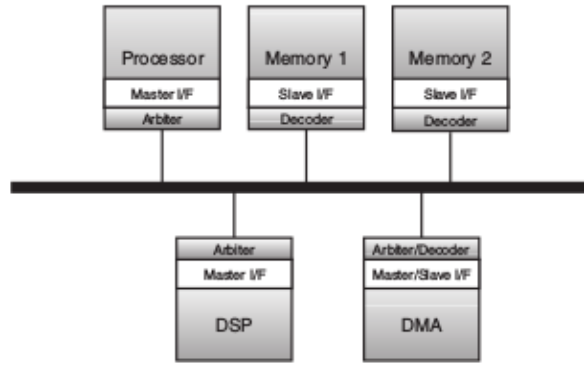 Processor
Master I/F
Arbiter
Memory 1
Slave I/F
Decoder
Memory 2
Slave I/F
Decoder
Arbiter
Master I/F
DSP
Arbiter/Decoder
Master/Slave I/F
DMA